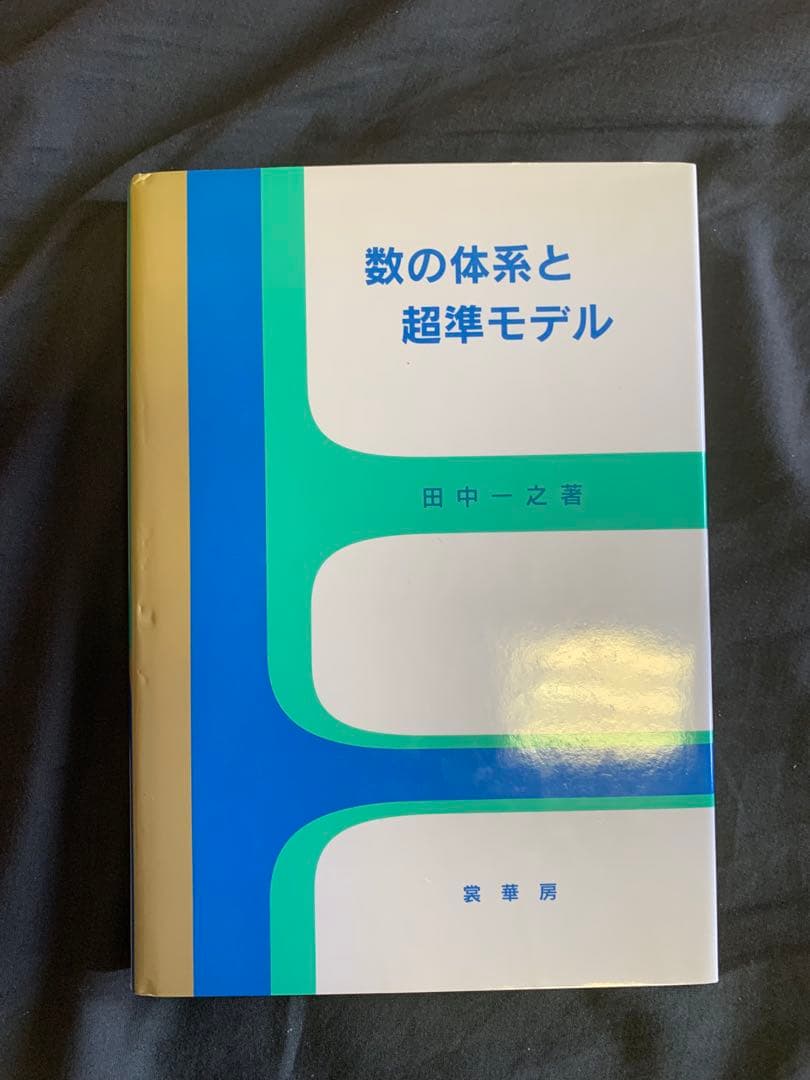 数の体系と
超準モデル
田中一之著
裳華房